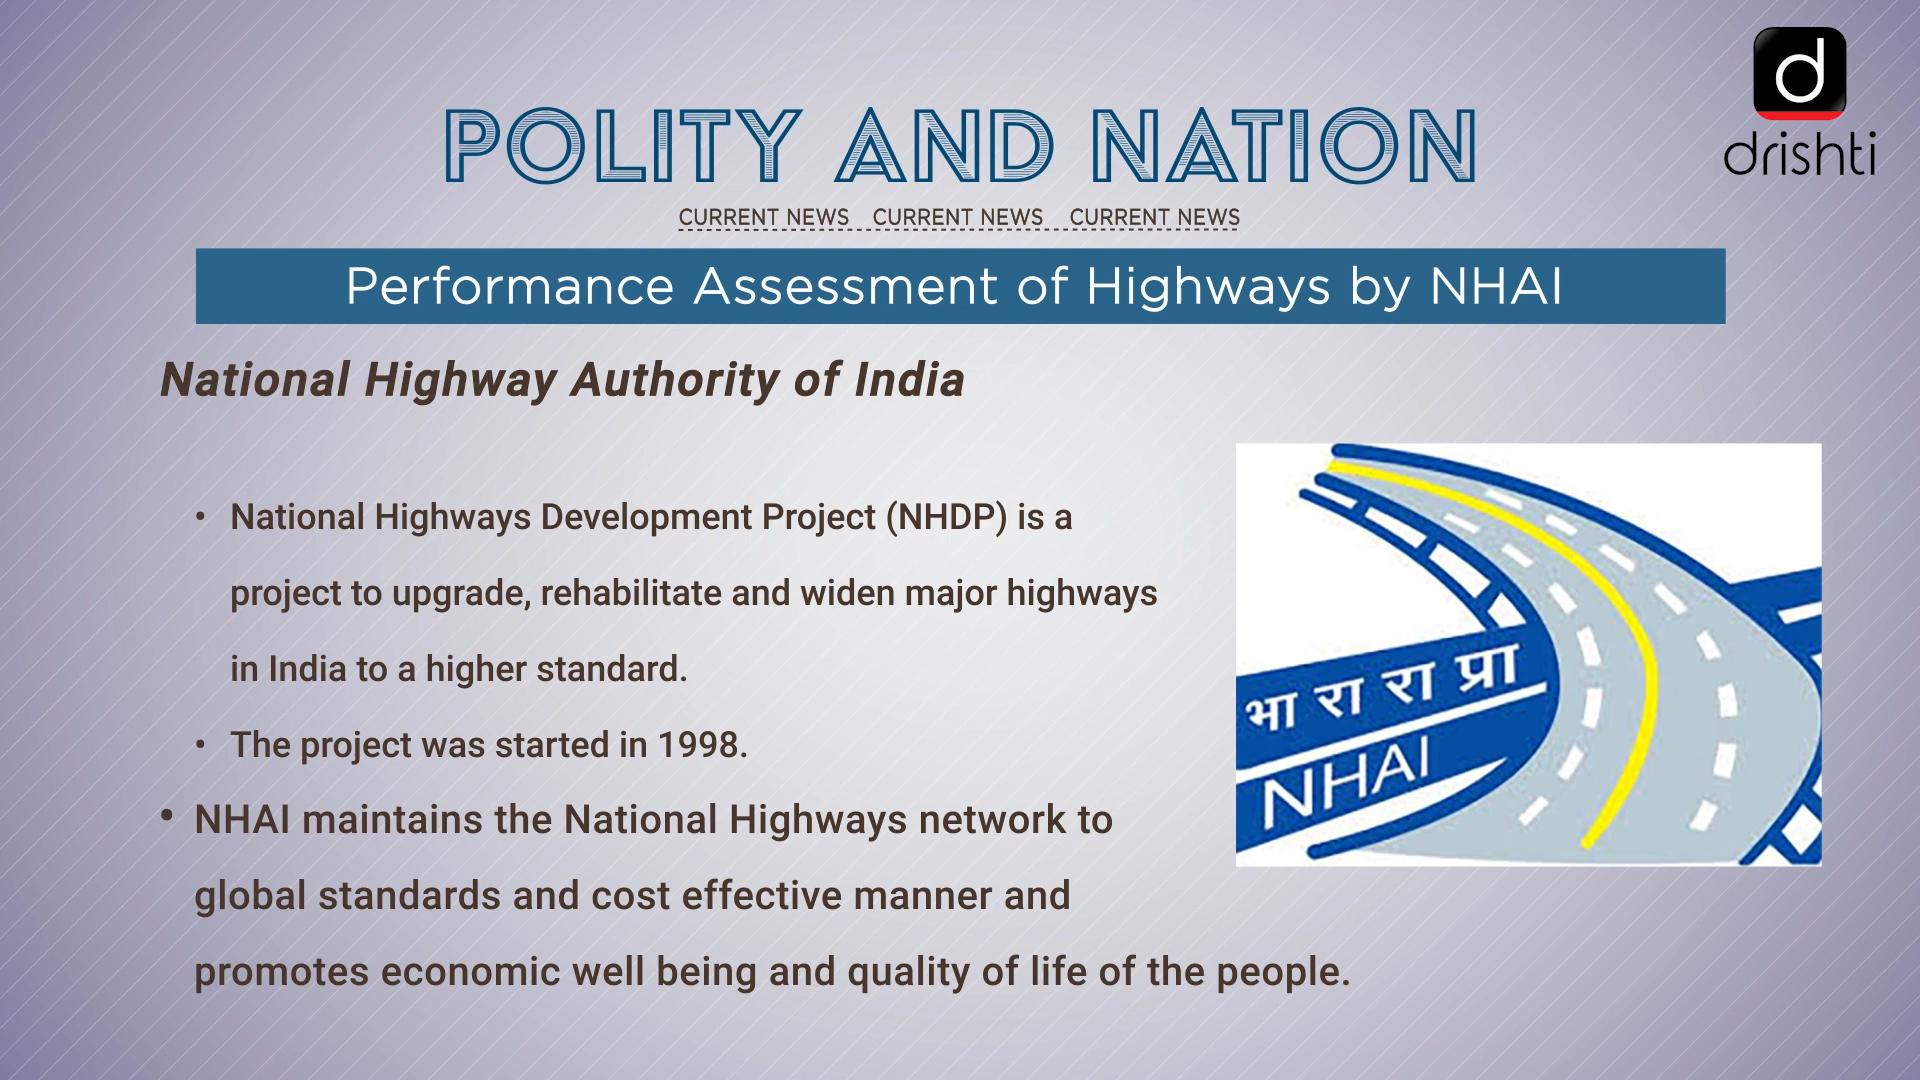 d
drishti
POLITY AND NATION
CURRENT NEWS CURRENT NEWS CURRENT NEWS
Performance Assessment of Highways by NHAI
National Highway Authority of India
• National Highways Development Project (NHDP) is a
project to upgrade, rehabilitate and widen major highways
in India to a higher standard.
• The project was started in 1998.
• NHAI maintains the National Highways network to
global standards and cost effective manner and
promotes economic well being and quality of life of the people.
भा रा रा प्रा
NHAI